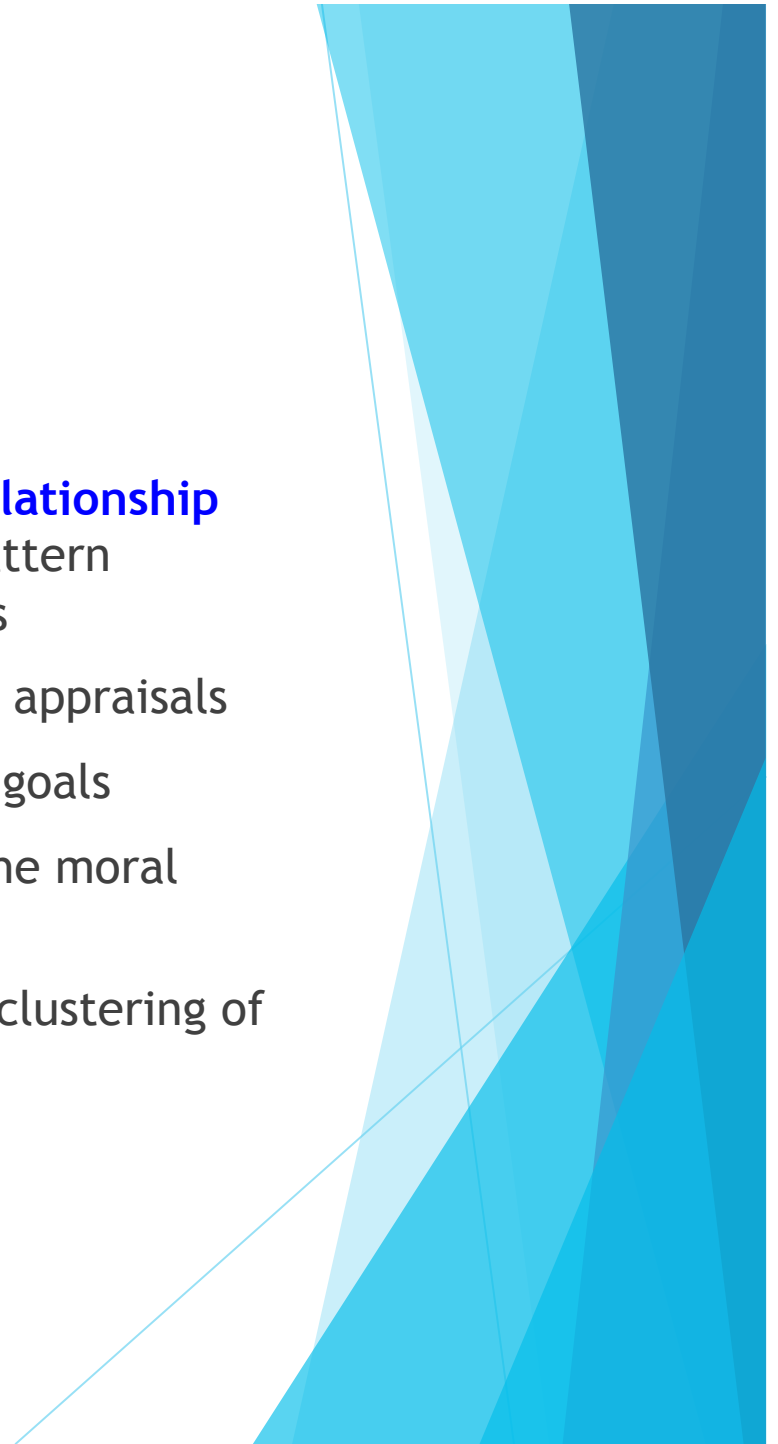 lationship
ttern
s
appraisals
goals
ne moral
clustering of